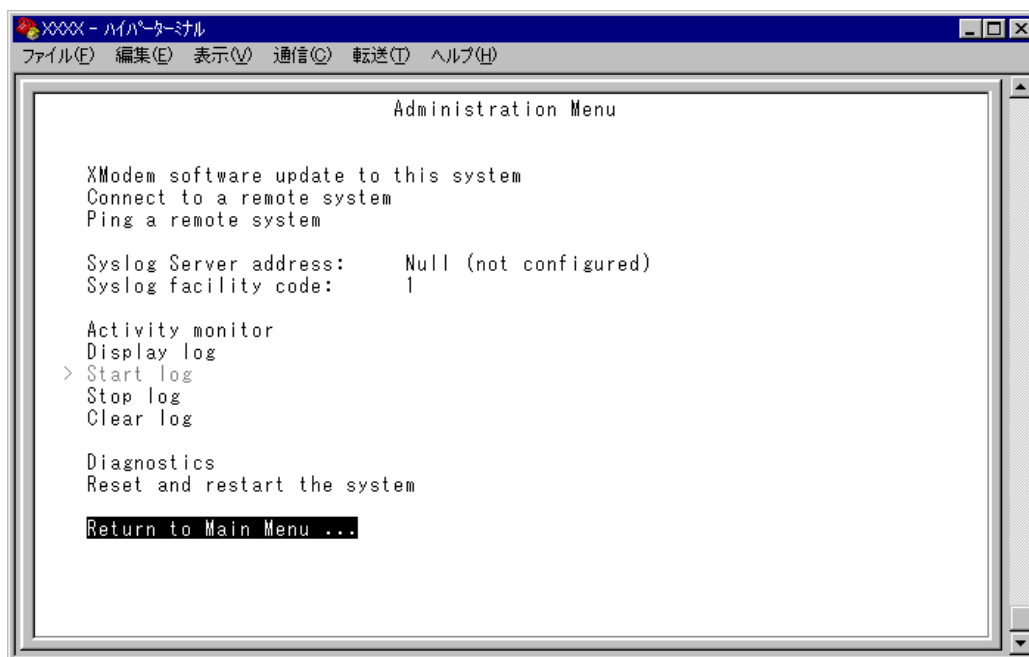 XXXX - ハイパーターミナル
ファイル(F) 編集(E) 表示(V) 通信(C) 転送(T) ヘルプ(H)
Administration Menu
XModem software update to this system
Connect to a remote system
Ping a remote system
Syslog Server address: Null (not configured)
Syslog facility code: 1
Activity monitor
Display log
> Start log
Stop log
Clear log
Diagnostics
Reset and restart the system
Return to Main Menu ...